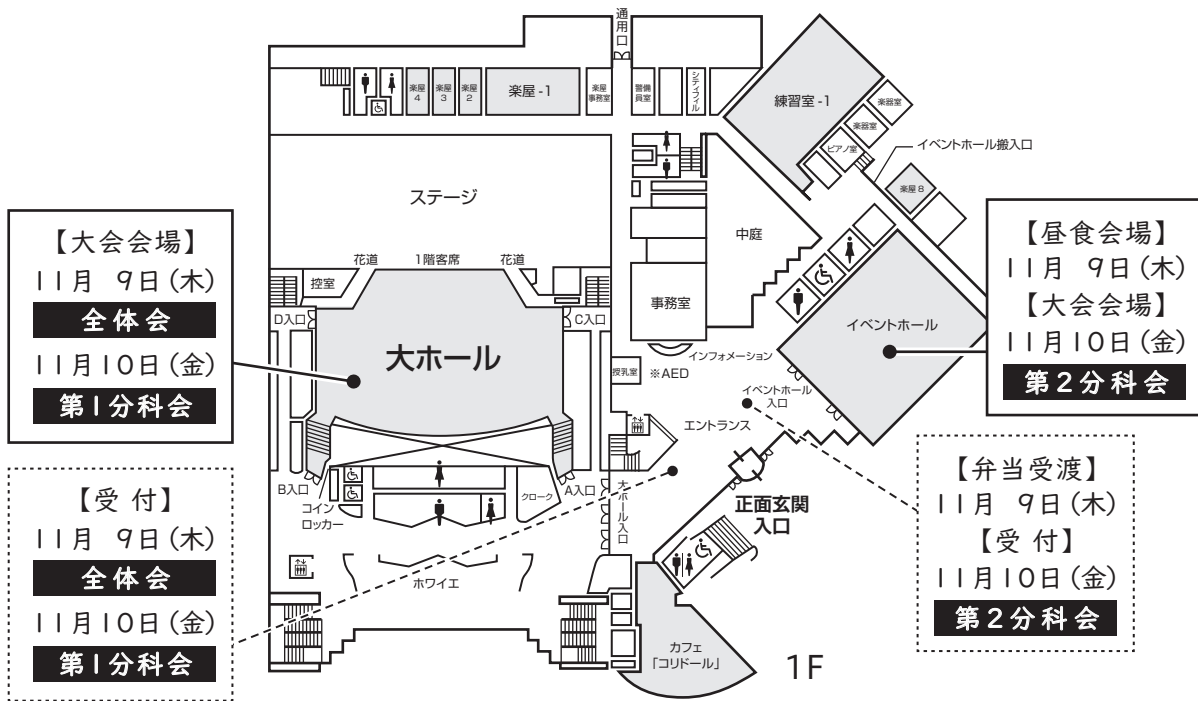 通用口
楽屋4
楽屋3
楽屋2
楽屋-1
楽屋事務室
警備員室
シティフィル
練習室-1
楽器室
楽器室
ピアノ室
イベントホール搬入口
楽屋8
ステージ
中庭
花道
1階客席
花道
控室
事務室
イベントホール
D入口
C入口
大ホール
インフォメーション
授乳室
※AED
イベントホール入口
エントランス
B入口
A入口
コインロッカー
クローク
大ホール入口
正面玄関
入口
ホワイエ
カフェ
「コリドール」
1F
【大会会場】
11月 9日(木)
全体会
11月10日(金)
第1分科会
【受 付】
11月 9日(木)
全体会
11月10日(金)
第1分科会
【昼食会場】
11月 9日(木)
【大会会場】
11月10日(金)
第2分科会
【弁当受渡】
11月 9日(木)
【受 付】
11月10日(金)
第2分科会